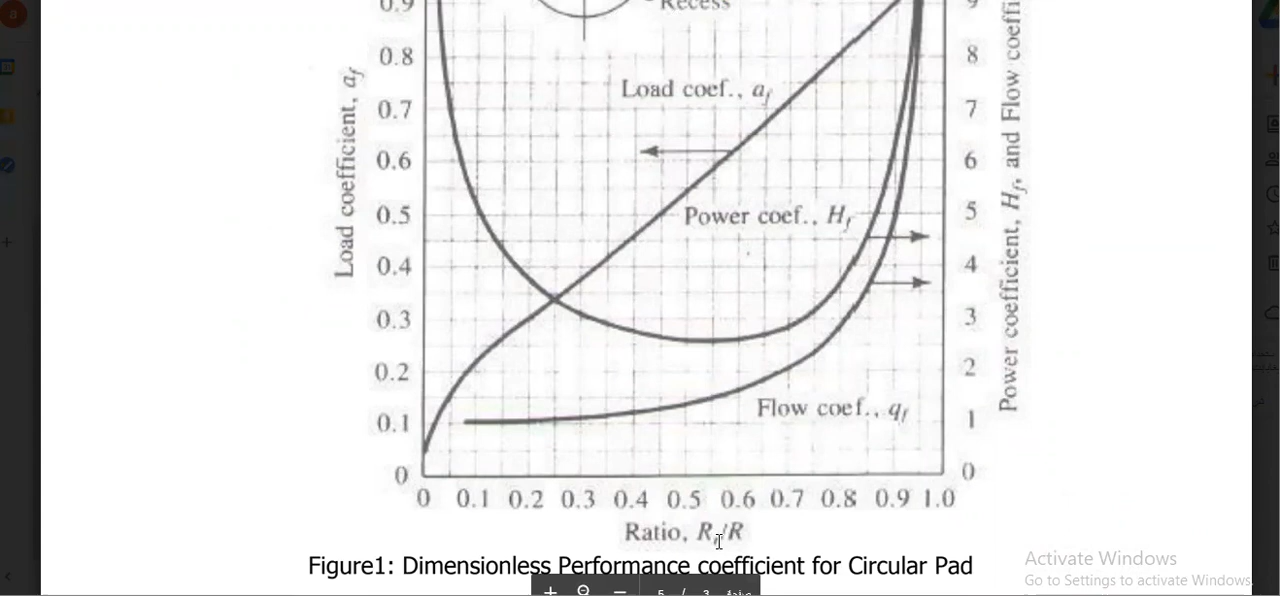 0.9
Recess
9
0.8
8
Load coef., af
0.7
7
0.6
6
0.5
Power coef., Hf
5
0.4
4
0.3
3
0.2
2
0.1
Flow coef., qf
1
0
0
Load coefficient, af
Power coefficient, Hf, and Flow
0 0.1 0.2 0.3 0.4 0.5 0.6 0.7 0.8 0.9 1.0
Ratio, Rr/R
Figure1: Dimensionless Performance coefficient for Circular Pad
Activate Windows
Go to Settings to activate Windows.
5 / 3